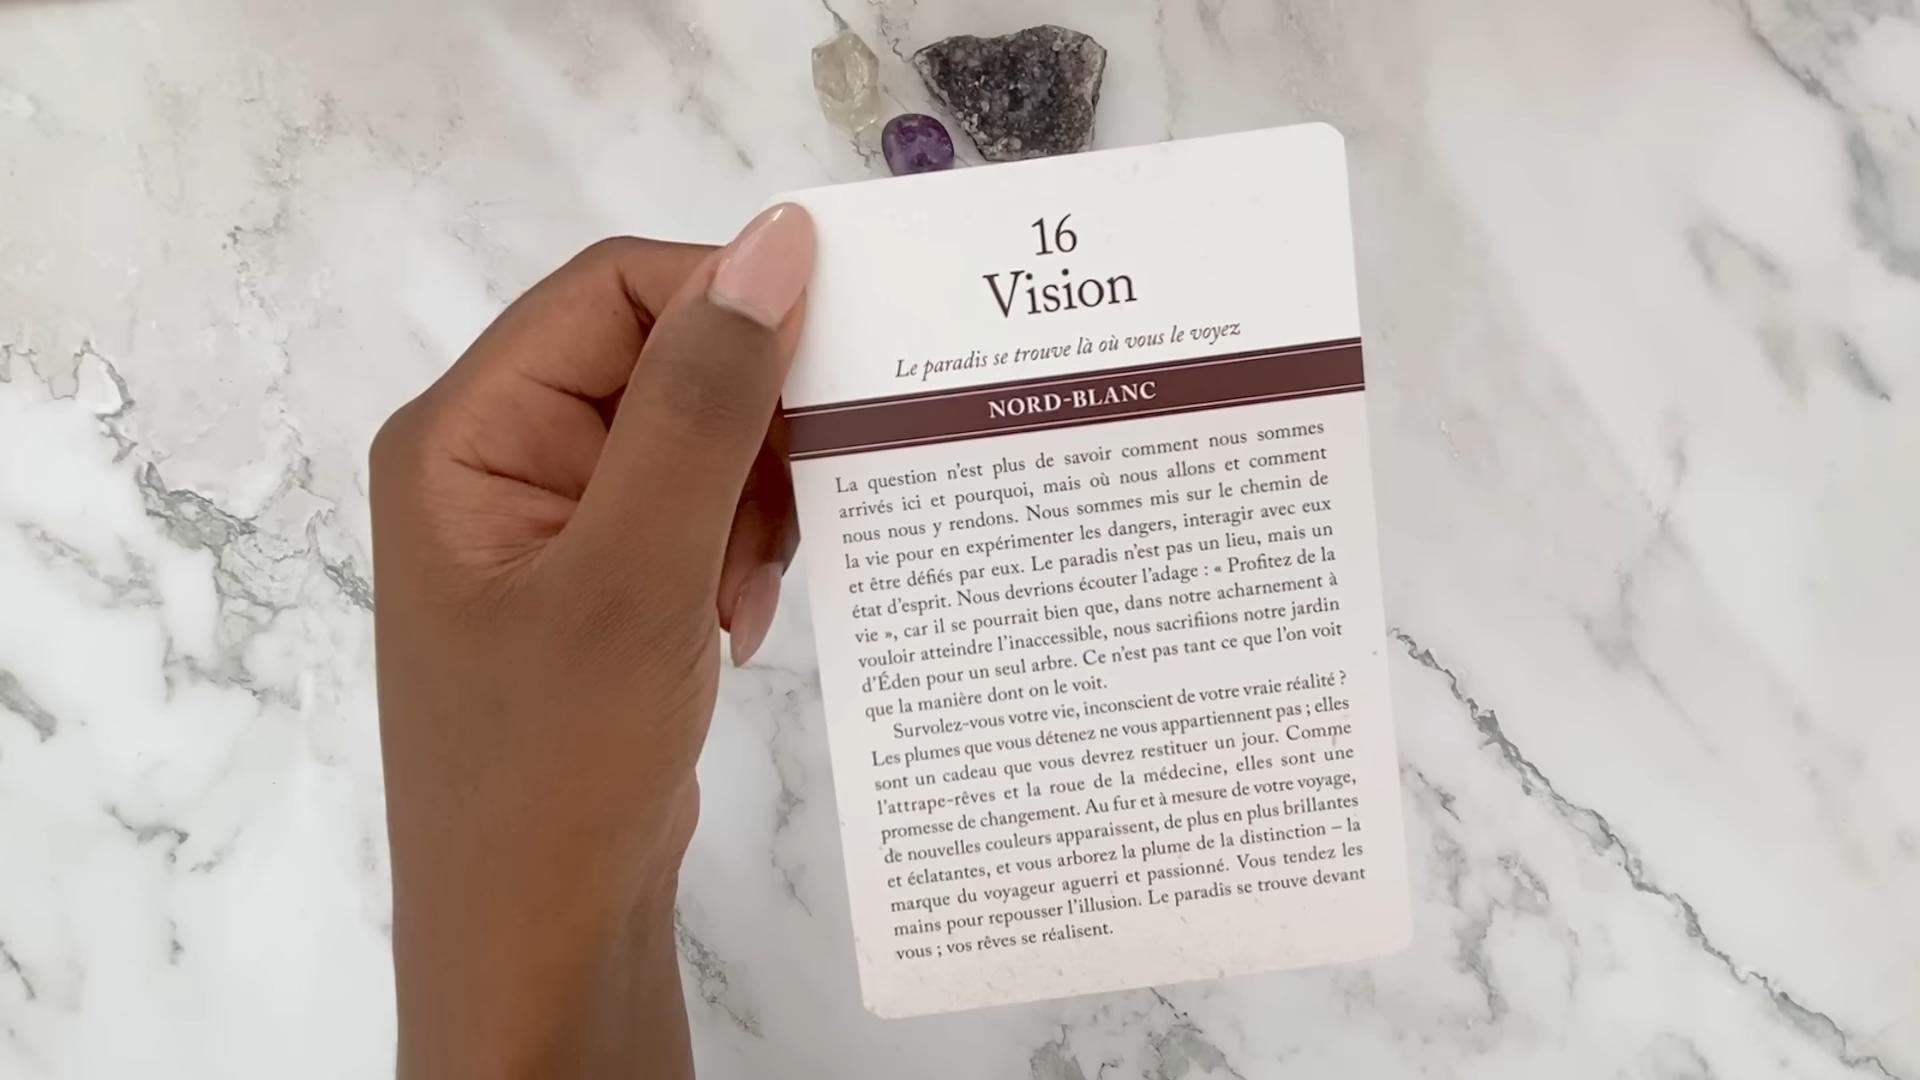 16
Vision
Le paradis se trouve là où vous le voyez
NORD-BLANC
La question n'est plus de savoir comment nous sommes
arrivés ici et pourquoi, mais où nous allons et comment
nous nous y rendons. Nous sommes mis sur le chemin de
la vie pour en expérimenter les dangers, interagir avec eux
et être défiés par eux. Le paradis n'est pas un lieu, mais un
état d'esprit. Nous devrions écouter l'adage : « Profitez de la
vie », car il se pourrait bien que, dans notre acharnement à
vouloir atteindre l'inaccessible, nous sacrifiions notre jardin
d'Éden pour un seul arbre. Ce n'est pas tant ce que l'on voit
que la manière dont on le voit.
Survolez-vous votre vie, inconscient de votre vraie réalité ?
Les plumes que vous détenez ne vous appartiennent pas ; elles
sont un cadeau que vous devrez restituer un jour. Comme
l'attrape-rêves et la roue de la médecine, elles sont une
promesse de changement. Au fur et à mesure de votre voyage,
de nouvelles couleurs apparaissent, de plus en plus brillantes
et éclatantes, et vous arborez la plume de la distinction – la
marque du voyageur aguerri et passionné. Vous tendez les
mains pour repousser l'illusion. Le paradis se trouve devant
vous ; vos rêves se réalisent.